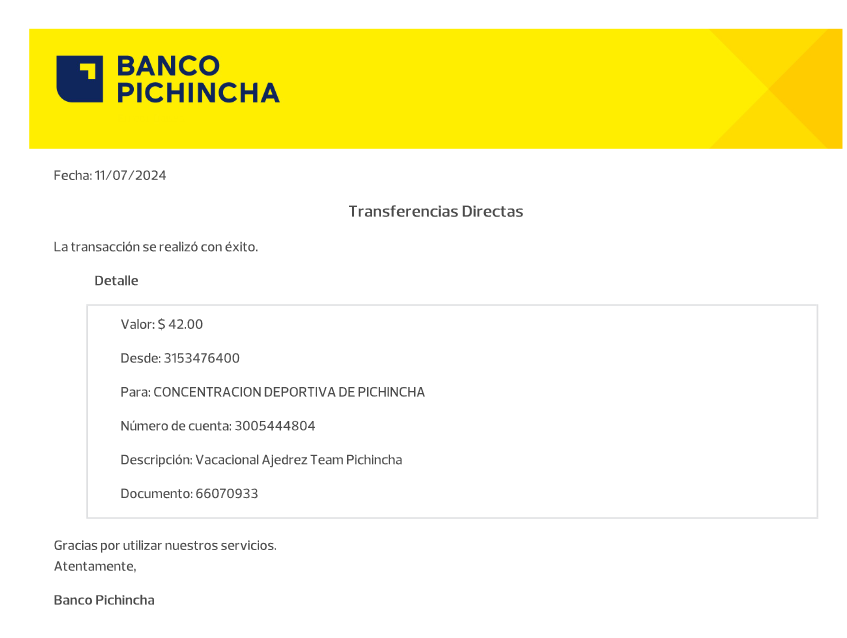 BANCO
PICHINCHA
Fecha: 11/07/2024
Transferencias Directas
La transacción se realizó con éxito.
Detalle
Valor: $ 42.00
Desde: 3153476400
Para: CONCENTRACION DEPORTIVA DE PICHINCHA
Número de cuenta: 3005444804
Descripción: Vacacional Ajedrez Team Pichincha
Documento: 66070933
Gracias por utilizar nuestros servicios.
Atentamente,
Banco Pichincha